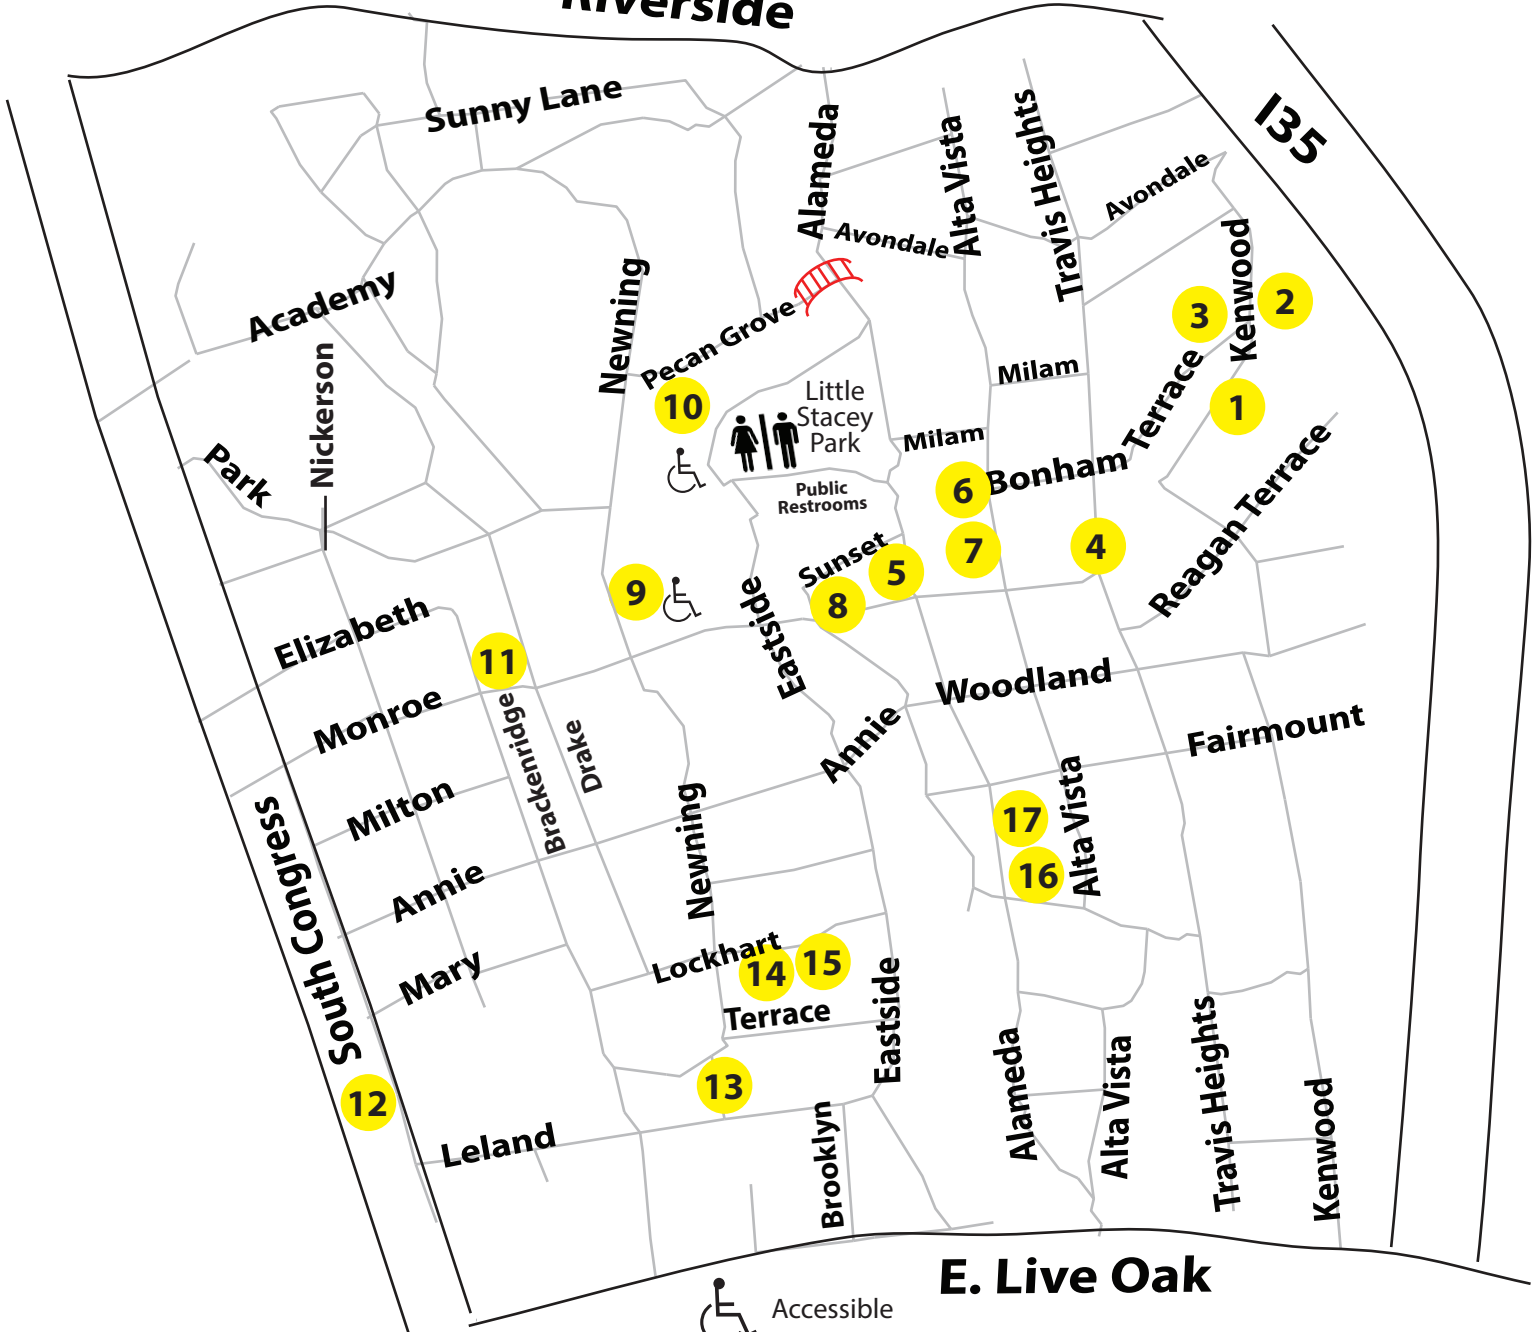 Riverside
Sunny Lane
Alameda
Alta Vista
Travis Heights
I35
Avondale
Avondale
Academy
Newning
Pecan Grove
Kenwood
3
2
Nickerson
10
Little
Stacey
Park
Milam
Milam
Terrace
1
Park
Public
Restrooms
6
Bonham
Reagan Terrace
Sunset
7
4
5
9
8
Eastside
Elizabeth
11
Woodland
Monroe
Brackenridge
Drake
Annie
Fairmount
Milton
Newning
17
Alta Vista
16
South Congress
Annie
Lockhart
14
15
Mary
Terrace
Eastside
12
13
Alameda
Alta Vista
Travis Heights
Kenwood
Leland
Brooklyn
E. Live Oak
Accessible